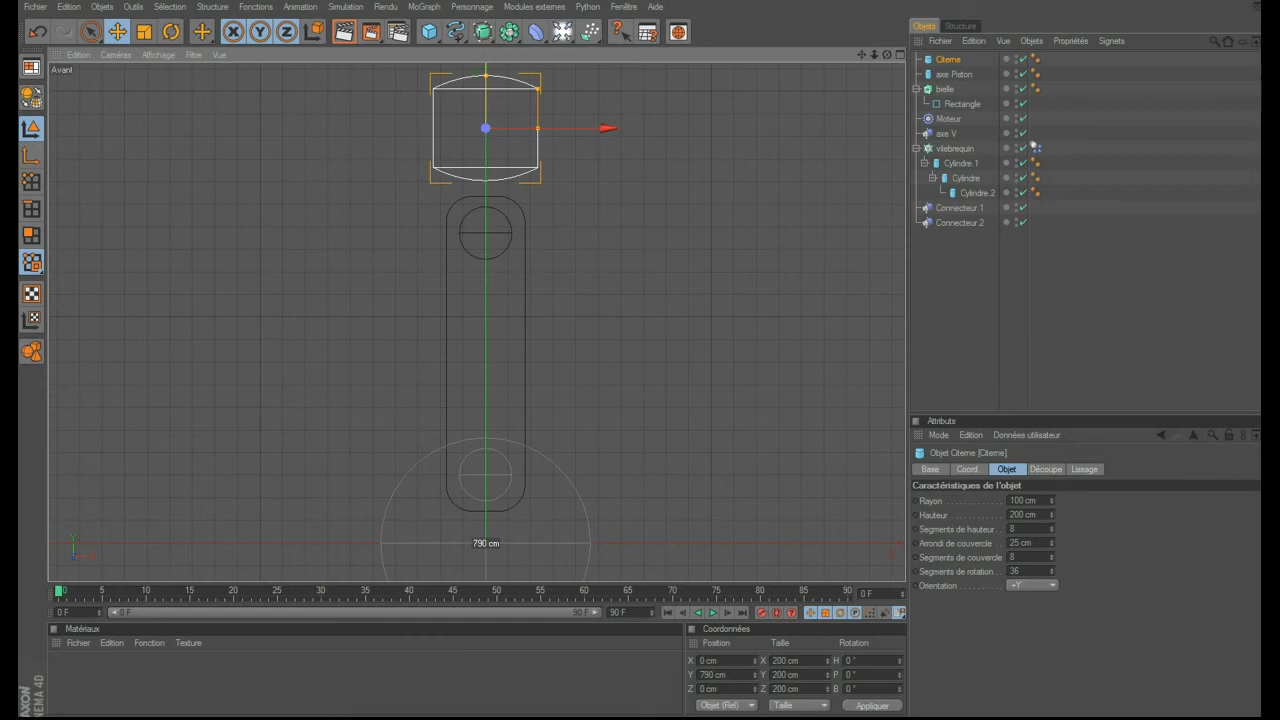 Fichier Edition Outils Sélection Structure Fonctions Animation Simulation Rendu MoGraph Personnage Modules externes Python Fenêtre Aide
Objets Structure
Fichier Edition Vue Objets Propriétés Signets
Edition Caméras Affichage Filtre Vue
Avant
Citerne
axe Piston
bielle
Rectangle
Moteur
axe V
vilebrequin
Cylindre.1
Cylindre
Cylindre.2
Connecteur.1
Connecteur.2
790 cm
Y
Attributs
Mode Edition Données utilisateur
Objet Citerne [Citerne]
Base Coord Objet Découpe Lissage
Caractéristiques de l'objet
Rayon 100 cm
Hauteur 200 cm
Segments de hauteur 8
Arrondi de couvercle 25 cm
Segments de couvercle 8
Segments de rotation 36
Orientation +Y
0 5 10 15 20 25 30 35 40 45 50 55 60 65 70 75 80 85 90 0 F
0 F 0 F 90 F 90 F
Matériaux
Fichier Edition Fonction Texture
Coordonnées
Position Taille Rotation
X 0 cm X 200 cm H 0 °
Y 790 cm Y 200 cm P 0 °
Z 0 cm Z 200 cm B 0 °
Objet (Rel) Taille Appliquer
AXON
CINEMA 4D